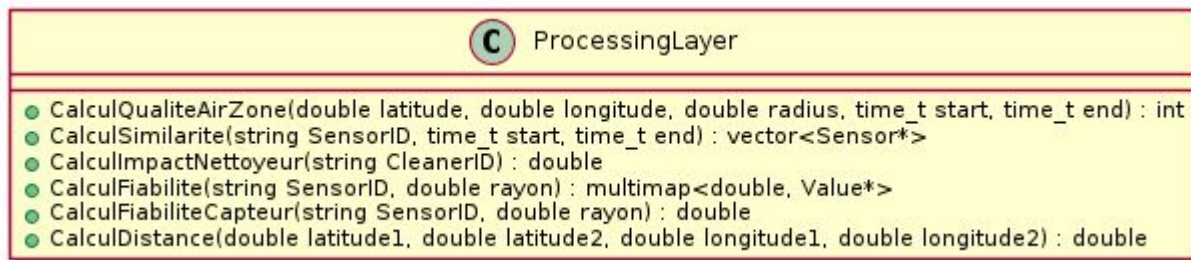 C ProcessingLayer
CalculQualiteAirZone(double latitude, double longitude, double radius, time_t start, time_t end) : int
CalculSimilarite(string SensorID, time_t start, time_t end) : vector<Sensor*>
CalculImpactNettoyeur(string CleanerID) : double
CalculFiabilite(string SensorID, double rayon) : multimap<double, Value*>
CalculFiabiliteCapteur(string SensorID, double rayon) : double
CalculDistance(double latitude1, double latitude2, double longitude1, double longitude2) : double